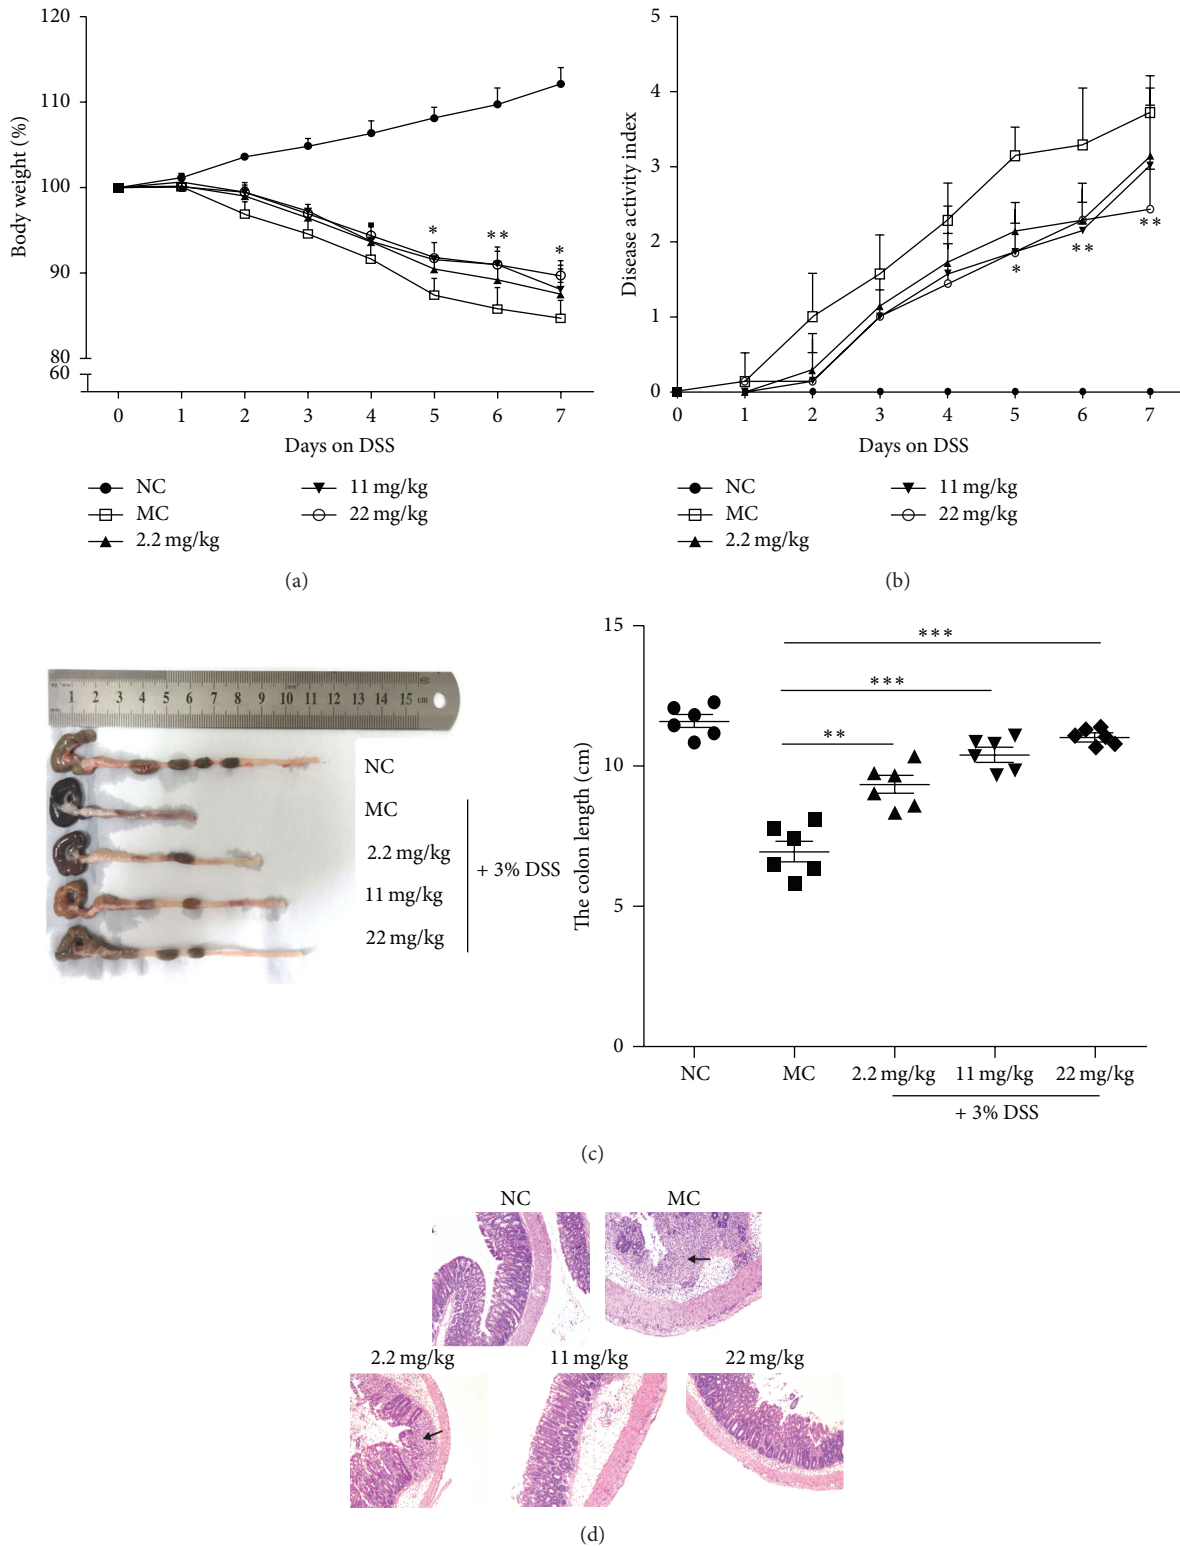 120
110
100
90
80
60
Body weight (%)
* ** *
0 1 2 3 4 5 6 7
Days on DSS
NC
MC
2.2 mg/kg
11 mg/kg
22 mg/kg
(a)
5
4
3
2
1
0
Disease activity index
* ** **
0 1 2 3 4 5 6 7
Days on DSS
NC
MC
2.2 mg/kg
11 mg/kg
22 mg/kg
(b)
1 2 3 4 5 6 7 8 9 10 11 12 13 14 15 cm
NC
MC
2.2 mg/kg
11 mg/kg
22 mg/kg
+ 3% DSS
15
10
5
0
The colon length (cm)
***
***
**
NC MC 2.2 mg/kg 11 mg/kg 22 mg/kg
+ 3% DSS
(c)
NC MC
2.2 mg/kg 11 mg/kg 22 mg/kg
(d)